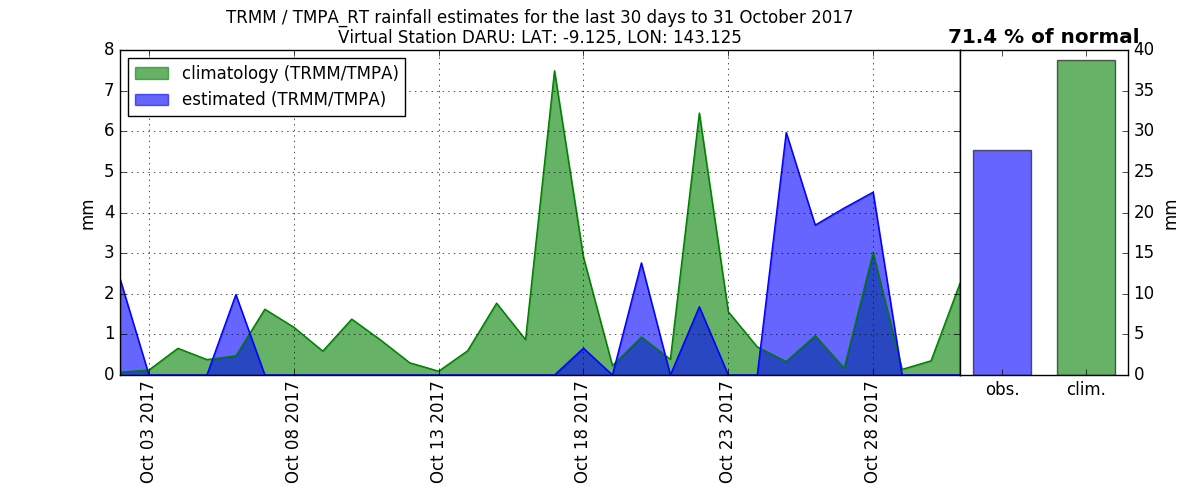 TRMM / TMPA_RT rainfall estimates for the last 30 days to 31 October 2017
Virtual Station DARU: LAT: -9.125, LON: 143.125
71.4 % of normal
climatology (TRMM/TMPA)
estimated (TRMM/TMPA)
8
7
6
5
4
3
2
1
0
mm
40
35
30
25
20
15
10
5
0
mm
Oct 03 2017
Oct 08 2017
Oct 13 2017
Oct 18 2017
Oct 23 2017
Oct 28 2017
obs.
clim.